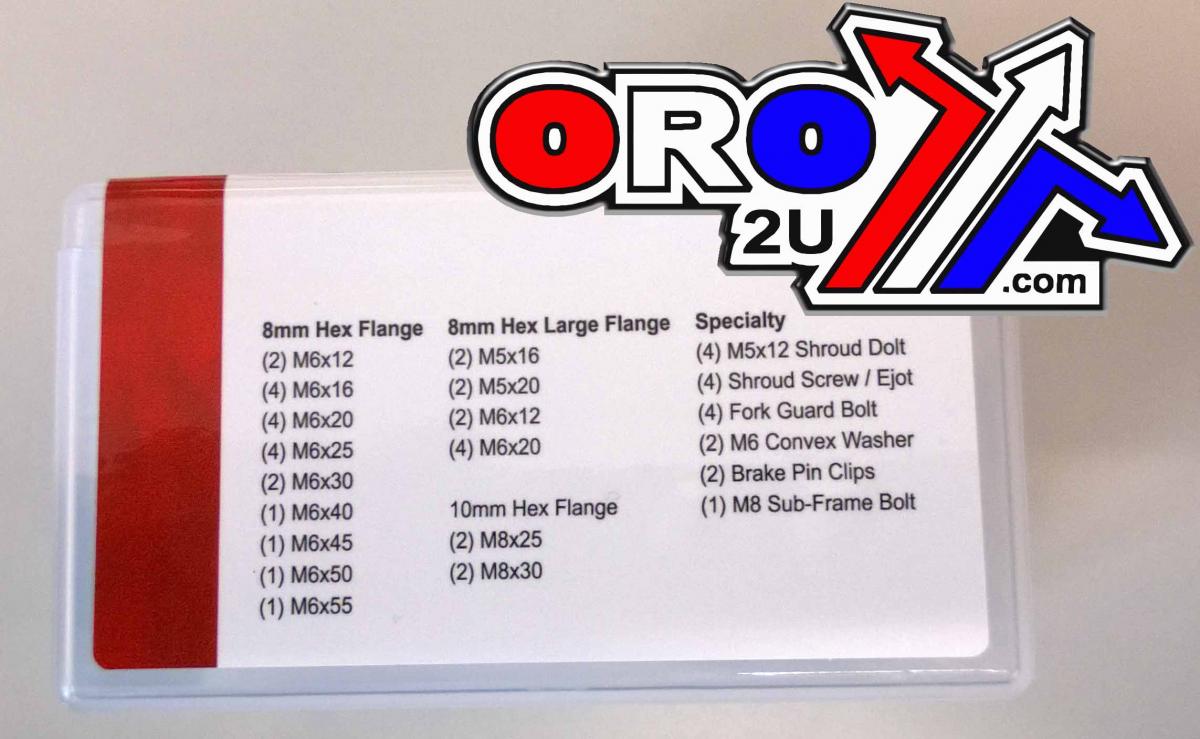 ORO
2U
.com
8mm Hex Flange
(2) M6x12
(4) M6x16
(4) M6x20
(4) M6x25
(2) M6x30
(1) M6x40
(1) M6x45
(1) M6x50
(1) M6x55
8mm Hex Large Flange
(2) M5x16
(2) M5x20
(2) M6x12
(4) M6x20
10mm Hex Flange
(2) M8x25
(2) M8x30
Specialty
(4) M5x12 Shroud Dolt
(4) Shroud Screw / Ejot
(4) Fork Guard Bolt
(2) M6 Convex Washer
(2) Brake Pin Clips
(1) M8 Sub-Frame Bolt